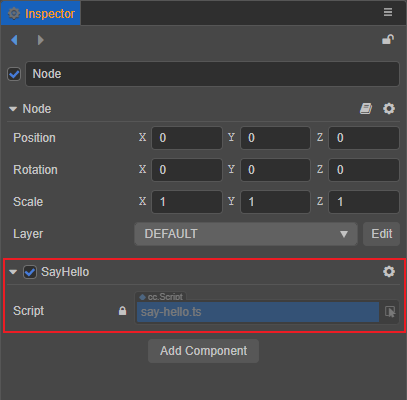 Inspector
Node
Node
Position X 0 Y 0 Z 0
Rotation X 0 Y 0 Z 0
Scale X 1 Y 1 Z 1
Layer DEFAULT Edit
SayHello
cc.Script
Script say-hello.ts
Add Component